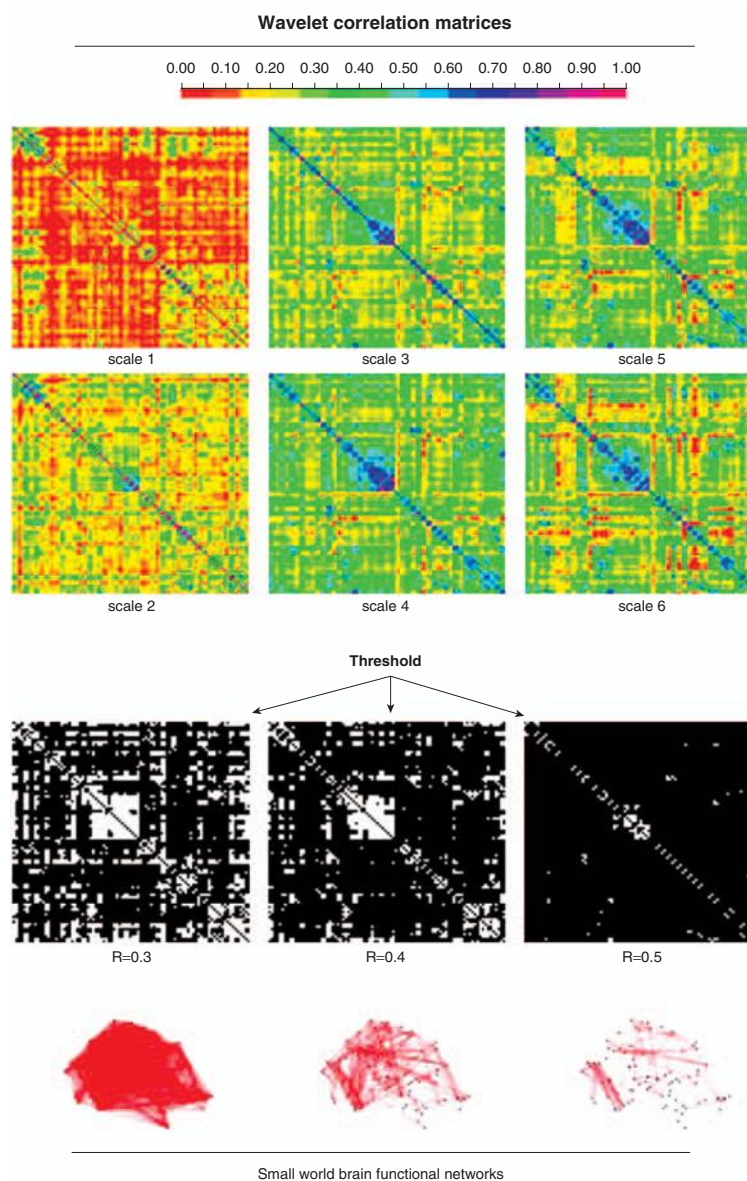 Wavelet correlation matrices
0.00 0.10 0.20 0.30 0.40 0.50 0.60 0.70 0.80 0.90 1.00
scale 1 scale 3 scale 5
scale 2 scale 4 scale 6
Threshold
R=0.3 R=0.4 R=0.5
Small world brain functional networks